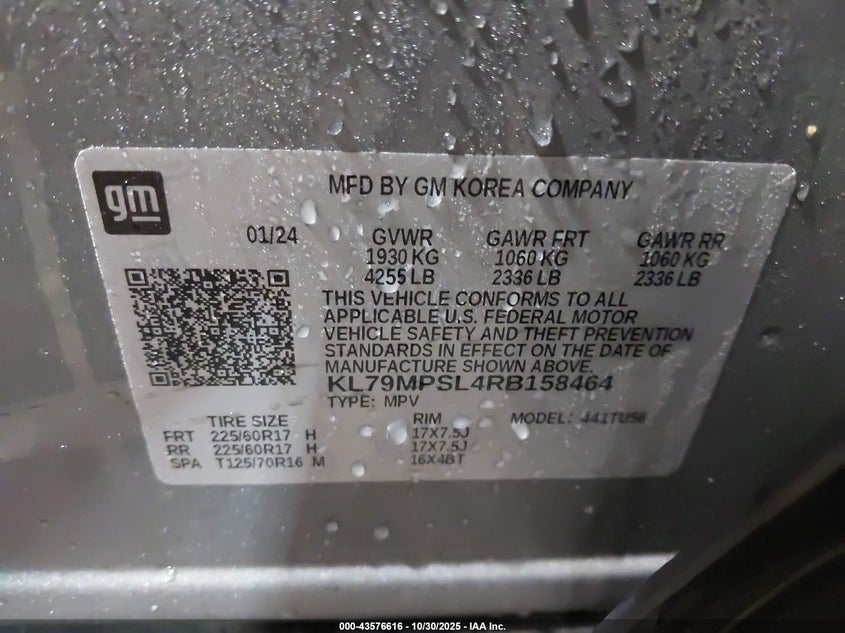 gm
MFD BY GM KOREA COMPANY
01/24 GVWR GAWR FRT GAWR RR
1930 KG 1060 KG 1060 KG
4255 LB 2336 LB 2336 LB
THIS VEHICLE CONFORMS TO ALL
APPLICABLE U.S. FEDERAL MOTOR
VEHICLE SAFETY AND THEFT PREVENTION
STANDARDS IN EFFECT ON THE DATE OF
MANUFACTURE SHOWN ABOVE.
KL79MPSL4RB158464
TYPE: MPV
TIRE SIZE RIM MODEL: 441TU56
FRT 225/60R17 H 17X7.5J
RR 225/60R17 H 17X7.5J
SPA T125/70R16 M 16X4BT
000-43576616 - 10/30/2025 - IAA Inc.